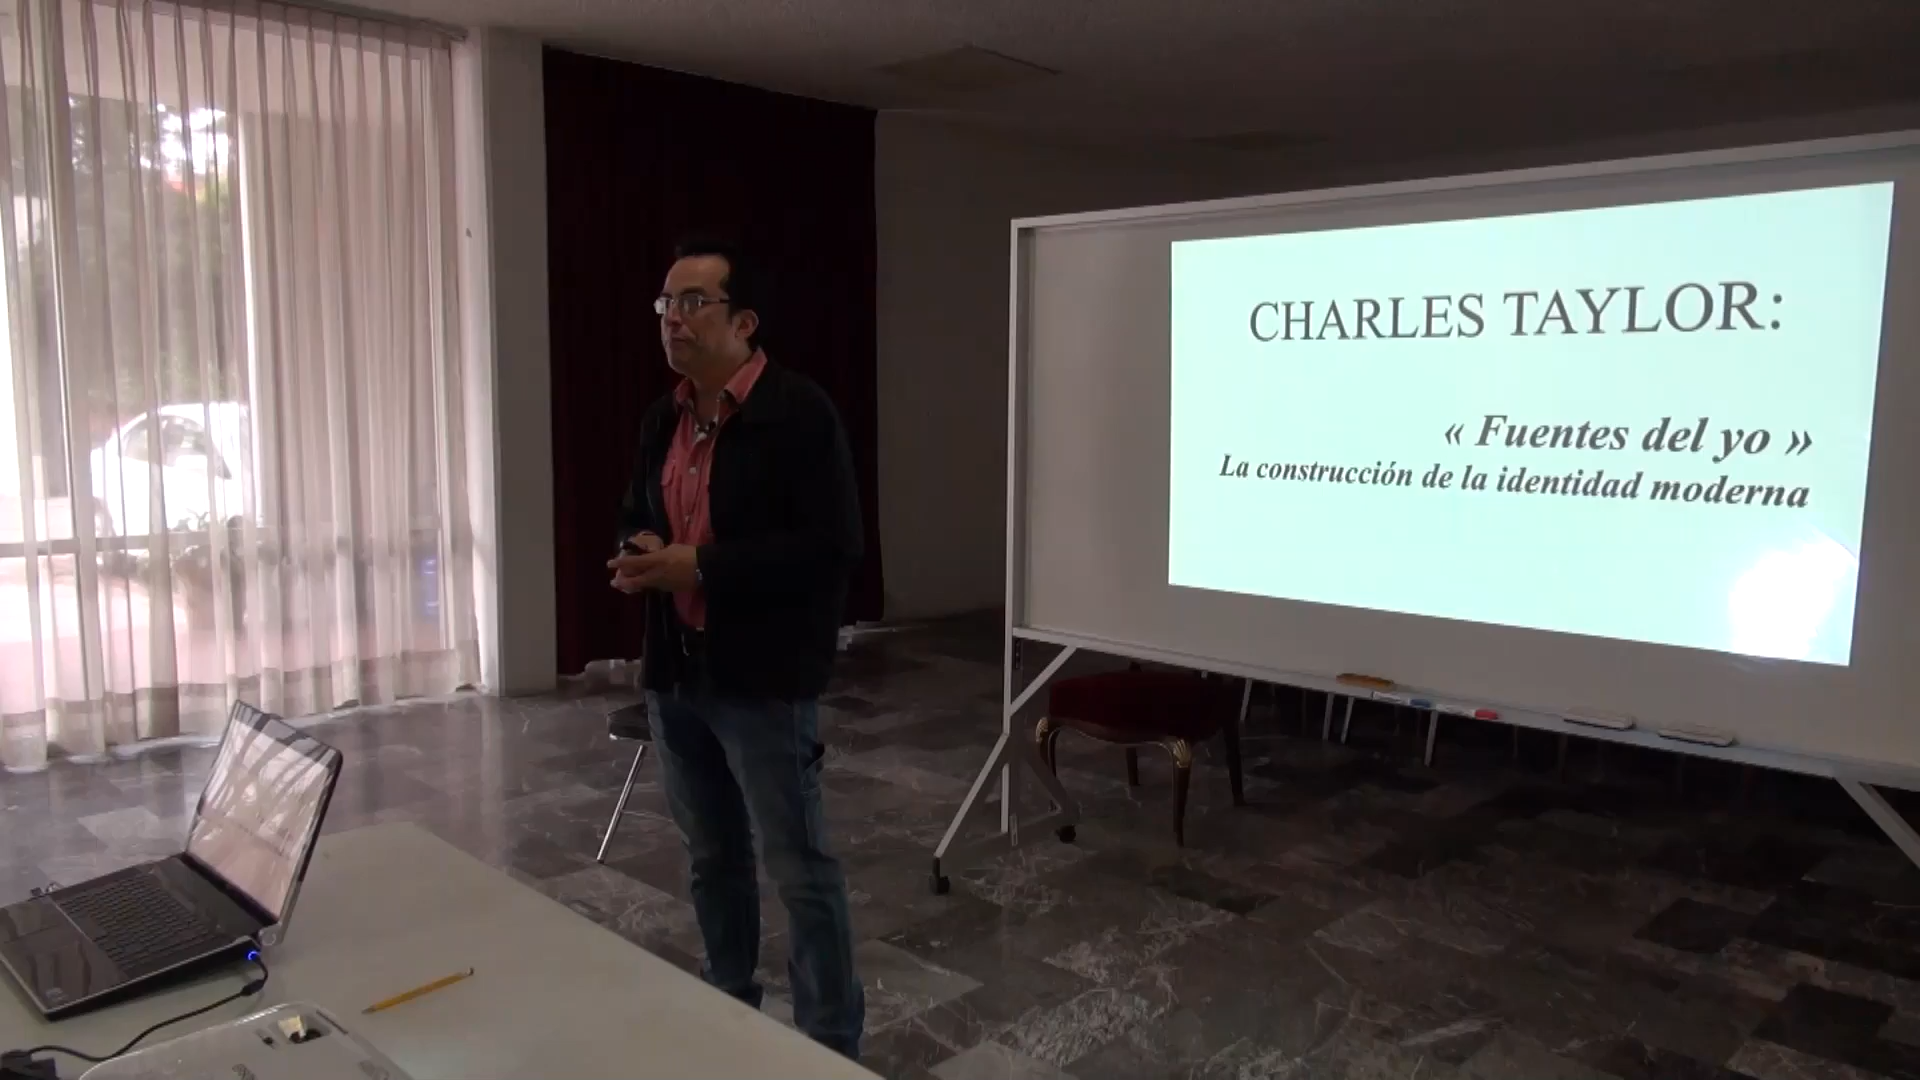 CHARLES TAYLOR:
« Fuentes del yo »
La construcción de la identidad moderna